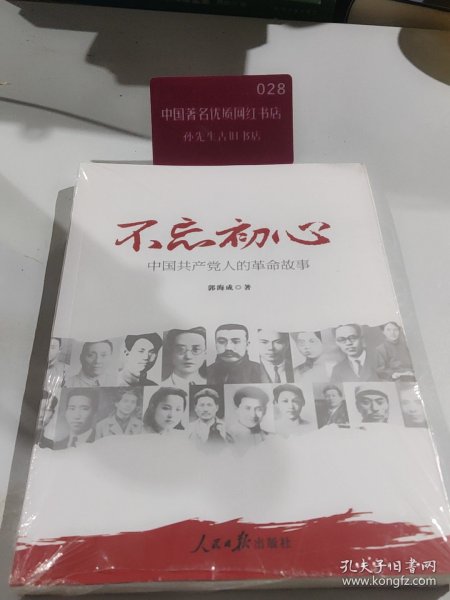 028
中国著名优质网红书店
孙先生古旧书店
不忘初心
中国共产党人的革命故事
郭海成◎著
人民日报出版社
孔夫子旧书网
www.kongfz.com